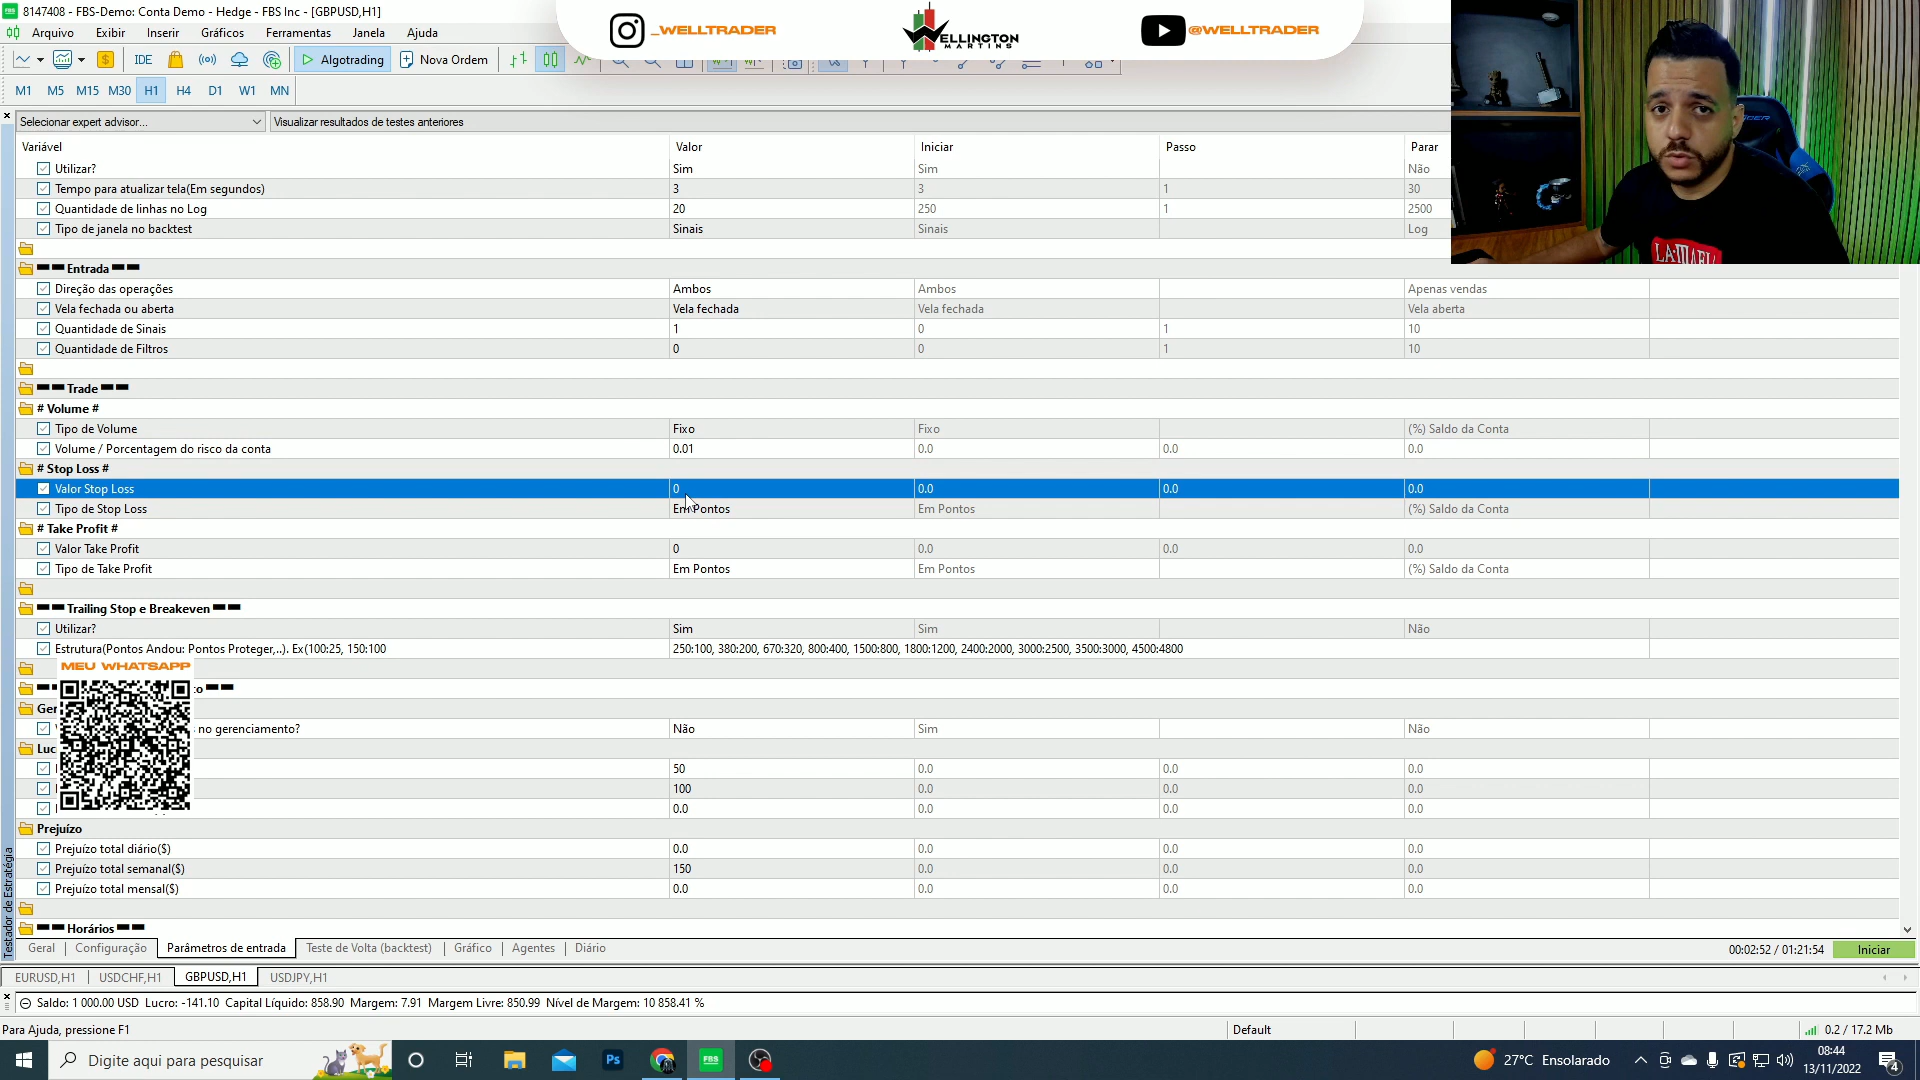 8147408 - FBS-Demo: Conta Demo - Hedge - FBS Inc - [GBPUSD,H1]
_WELLTRADER
WELLINGTON
MARTINS
@WELLTRADER
Arquivo Exibir Inserir Gráficos Ferramentas Janela Ajuda
IDE Algotrading Nova Ordem
M1 M5 M15 M30 H1 H4 D1 W1 MN
Selecionar expert advisor... Visualizar resultados de testes anteriores
Variável Valor Iniciar Passo Parar
Utilizar? Sim Sim Não
Tempo para atualizar tela(Em segundos) 3 3 1 30
Quantidade de linhas no Log 20 250 1 2500
Tipo de janela no backtest Sinais Sinais Log
Entrada
Direção das operações Ambos Ambos Apenas vendas
Vela fechada ou aberta Vela fechada Vela fechada Vela aberta
Quantidade de Sinais 1 0 1 10
Quantidade de Filtros 0 0 1 10
Trade
# Volume #
Tipo de Volume Fixo Fixo (%) Saldo da Conta
Volume / Porcentagem do risco da conta 0.01 0.0 0.0 0.0
# Stop Loss #
Valor Stop Loss 0 0.0 0.0 0.0
Tipo de Stop Loss Em Pontos Em Pontos (%) Saldo da Conta
# Take Profit #
Valor Take Profit 0 0.0 0.0 0.0
Tipo de Take Profit Em Pontos Em Pontos (%) Saldo da Conta
Trailing Stop e Breakeven
Utilizar? Sim Sim Não
Estrutura(Pontos Andou: Pontos Proteger,..). Ex(100:25, 150:100 250:100, 380:200, 670:320, 800:400, 1500:800, 1800:1200, 2400:2000, 3000:2500, 3500:3000, 4500:4800
MEU WHATSAPP
Ger
no gerenciamento? Não Sim Não
Luc
50 0.0 0.0 0.0
100 0.0 0.0 0.0
0.0 0.0 0.0 0.0
Prejuízo
Prejuízo total diário($) 0.0 0.0 0.0 0.0
Prejuízo total semanal($) 150 0.0 0.0 0.0
Prejuízo total mensal($) 0.0 0.0 0.0 0.0
Horários
Testador de Estratégia
Geral Configuração Parâmetros de entrada Teste de Volta (backtest) Gráfico Agentes Diário 00:02:52 / 01:21:54 Iniciar
EURUSD,H1 USDCHF,H1 GBPUSD,H1 USDJPY,H1
Saldo: 1 000.00 USD Lucro: -141.10 Capital Líquido: 858.90 Margem: 7.91 Margem Livre: 850.99 Nível de Margem: 10 858.41 %
Para Ajuda, pressione F1 Default 0.2 / 17.2 Mb
Digite aqui para pesquisar Ps FBS 27°C Ensolarado 08:44
13/11/2022 4